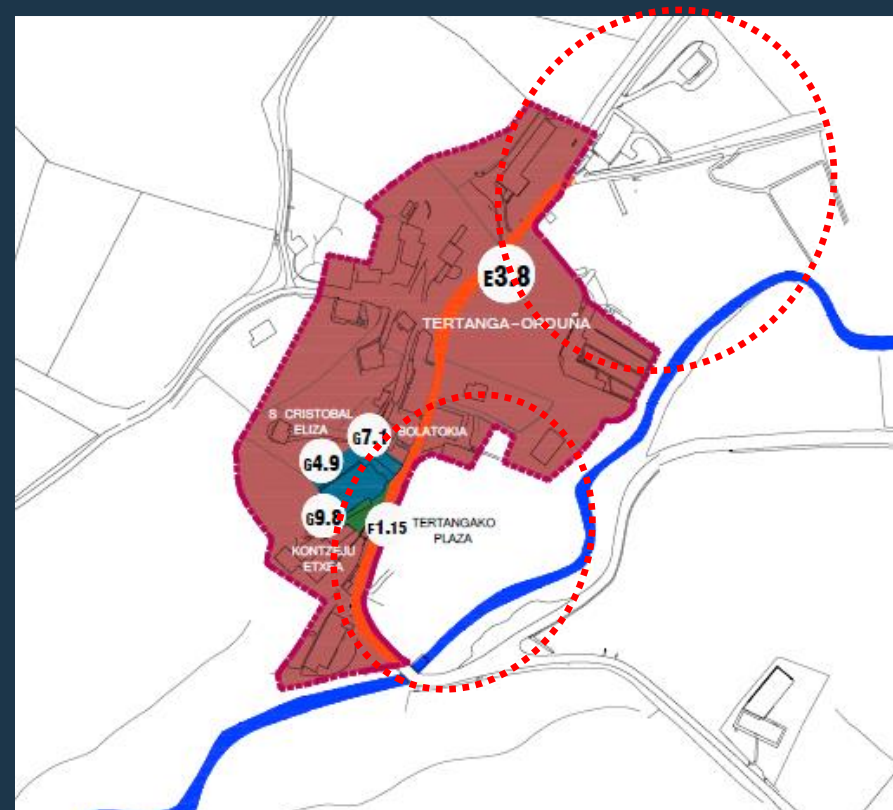 E3.8
TERTANGA-ORDUÑA
S CRISTOBAL
ELIZA
G7.1
BOLATOKIA
G4.9
G9.8
F1.15
TERTANGAKO
PLAZA
KONTZEJU
ETXEA